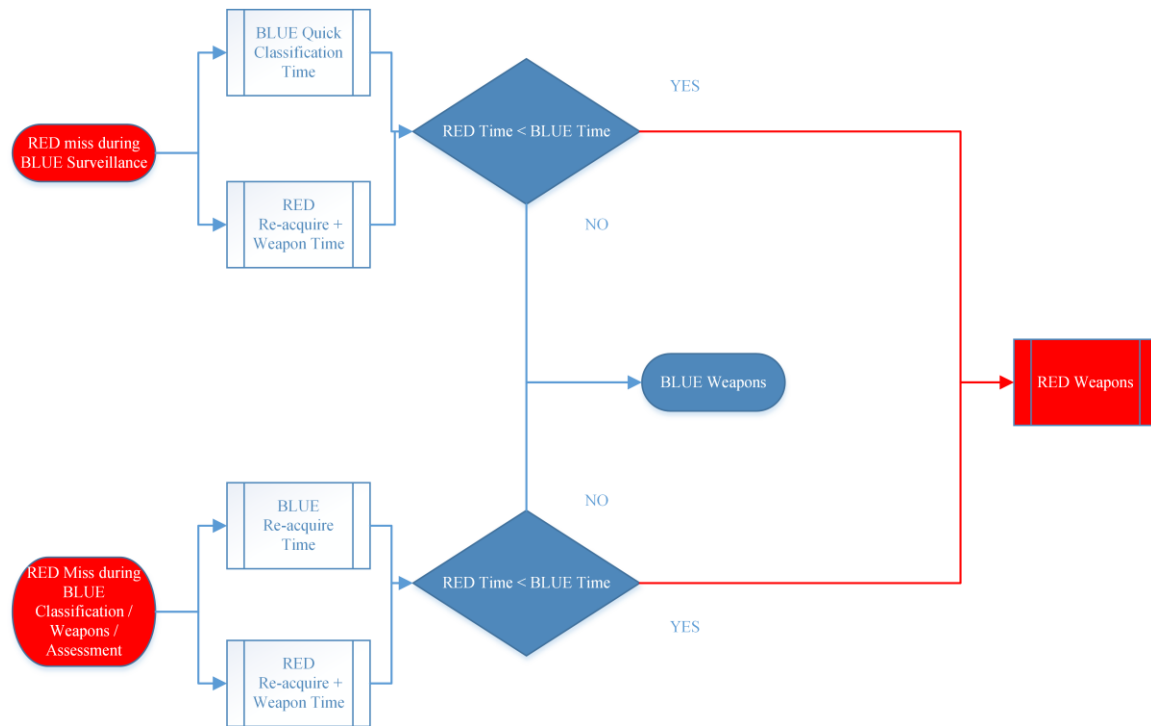 BLUE Quick
Classification
Time
YES
RED Time < BLUE Time
RED miss during
BLUE Surveillance
RED
Re-acquire +
Weapon Time
NO
BLUE Weapons
RED Weapons
NO
BLUE
Re-acquire
Time
RED Time < BLUE Time
RED Miss during
BLUE
Classification /
Weapons /
Assessment
YES
RED
Re-acquire +
Weapon Time